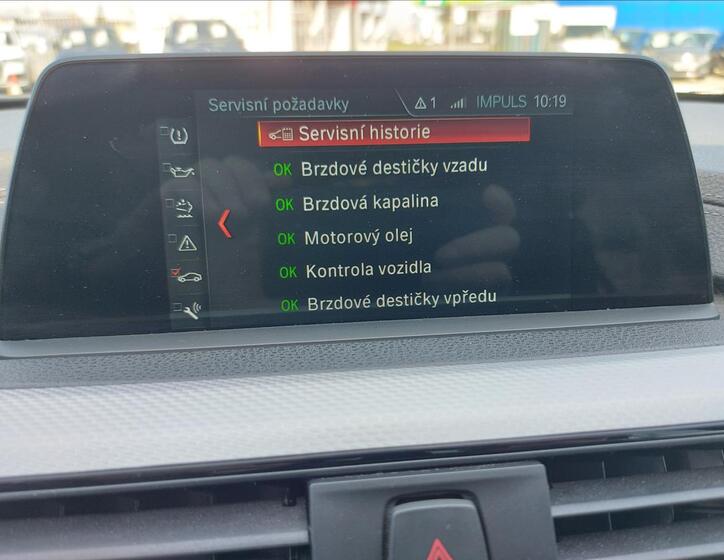 Servisní požadavky 1 IMPULS 10:19
Servisní historie
OK Brzdové destičky vzadu
OK Brzdová kapalina
OK Motorový olej
OK Kontrola vozidla
OK Brzdové destičky vpředu